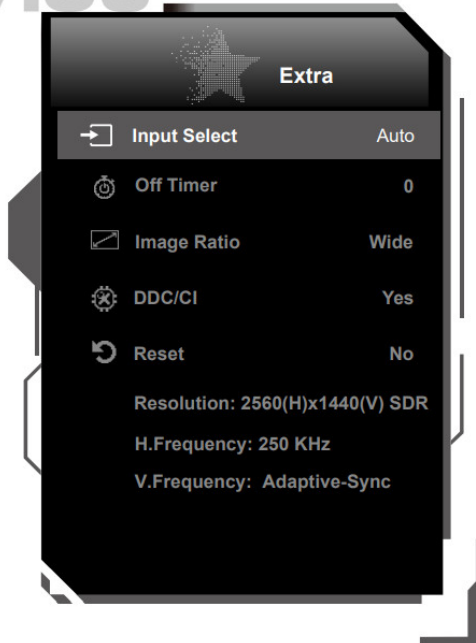 Extra
Input Select Auto
Off Timer 0
Image Ratio Wide
DDC/CI Yes
Reset No
Resolution: 2560(H)x1440(V) SDR
H.Frequency: 250 KHz
V.Frequency: Adaptive-Sync